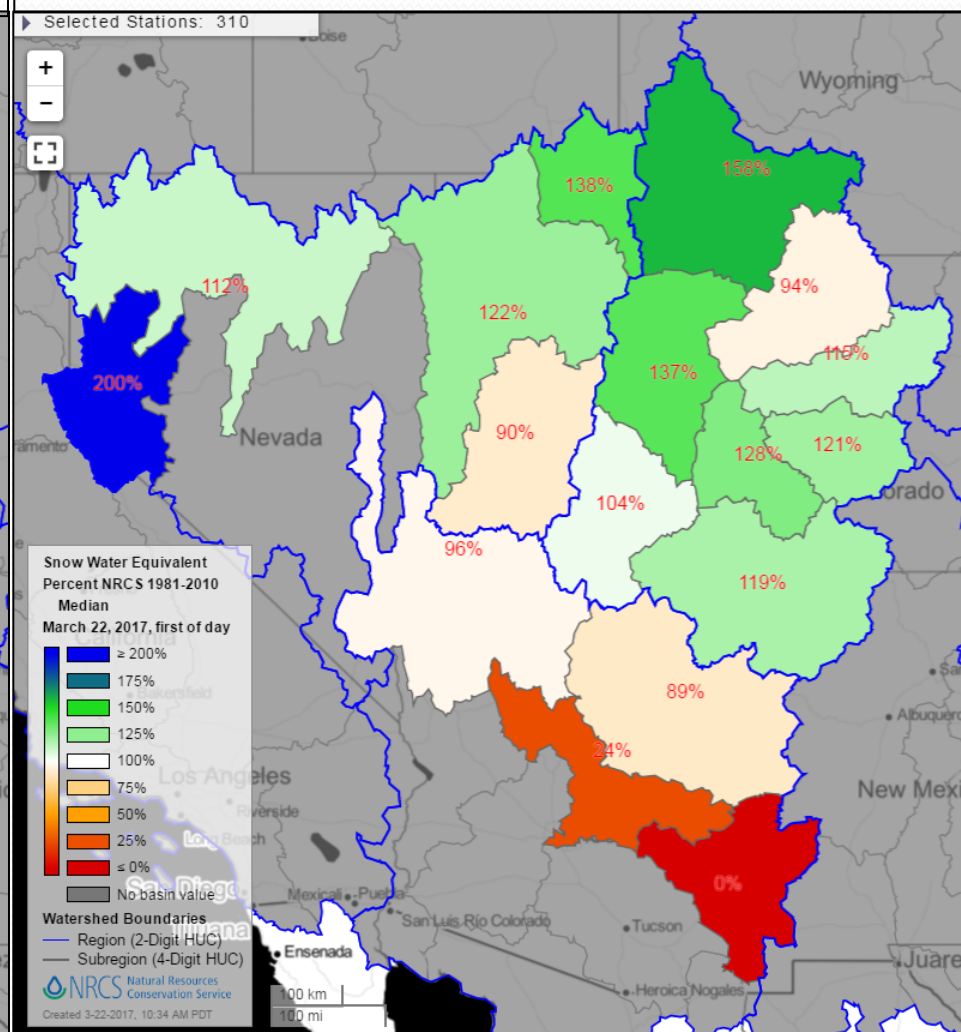 Selected Stations: 310
+
−
Boise
Wyoming
138%
158%
112%
94%
122%
115%
137%
200%
Nevada
90%
121%
128%
104%
96%
119%
89%
24%
0%
Albuquerq
New Mexi
Los Angeles
Riverside
Long Beach
San Diego
Tijuana
Mexicali
Puebla
San Luis Río Colorado
Ensenada
Tucson
Heroica Nogales
Juáre
California
Bakersfield
Snow Water Equivalent
Percent NRCS 1981-2010
Median
March 22, 2017, first of day
≥ 200%
175%
150%
125%
100%
75%
50%
25%
≤ 0%
No basin value
Watershed Boundaries
Region (2-Digit HUC)
Subregion (4-Digit HUC)
NRCS Natural Resources
Conservation Service
Created 3-22-2017, 10:34 AM PDT
100 km
100 mi